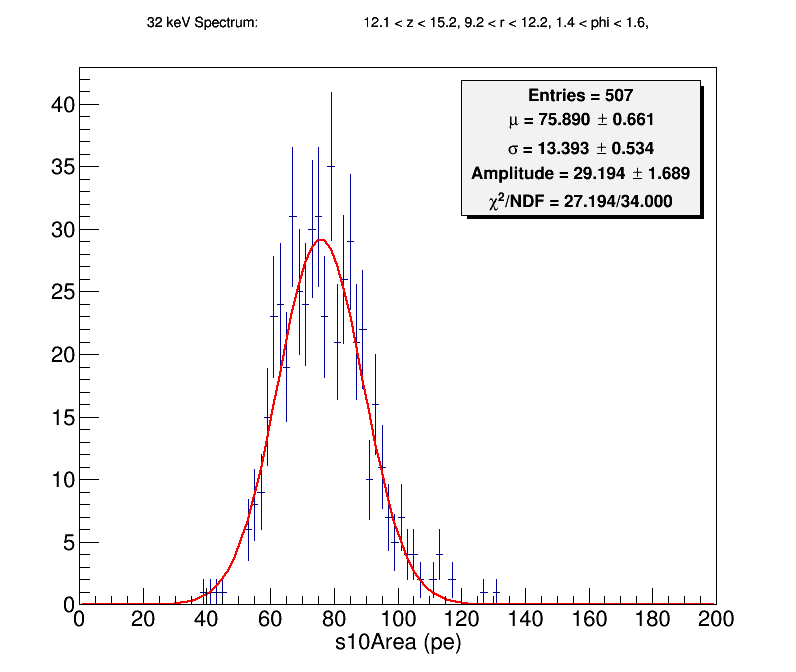 32 keV Spectrum: 12.1 < z < 15.2, 9.2 < r < 12.2, 1.4 < phi < 1.6,
Entries = 507
μ = 75.890 ± 0.661
σ = 13.393 ± 0.534
Amplitude = 29.194 ± 1.689
χ²/NDF = 27.194/34.000
40
35
30
25
20
15
10
5
0
0 20 40 60 80 100 120 140 160 180 200
s10Area (pe)